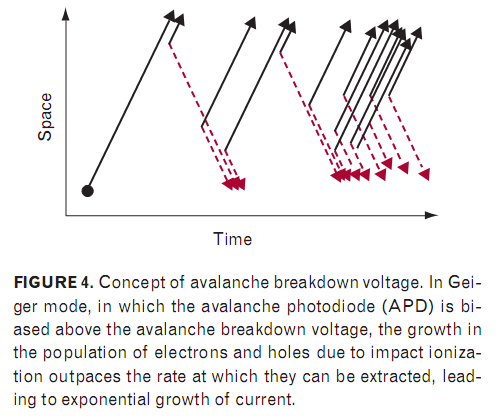 Space
Time
FIGURE 4. Concept of avalanche breakdown voltage. In Gei-
ger mode, in which the avalanche photodiode (APD) is bi-
ased above the avalanche breakdown voltage, the growth in
the population of electrons and holes due to impact ioniza-
tion outpaces the rate at which they can be extracted, lead-
ing to exponential growth of current.